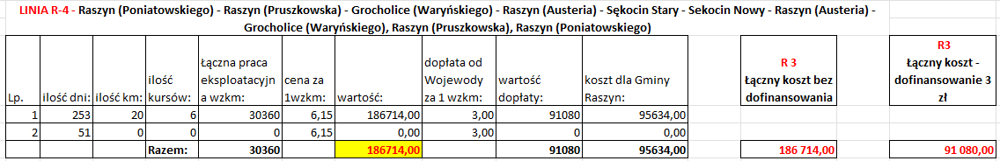 LINIA R-4 - Raszyn (Poniatowskiego) - Raszyn (Pruszkowska) - Grocholice (Waryńskiego) - Raszyn (Austeria) - Sękocin Stary - Sekocin Nowy - Raszyn (Austeria) -
Grocholice (Waryńskiego), Raszyn (Pruszkowska), Raszyn (Poniatowskiego)
Lp. ilość dni: ilość km: ilość kursów: Łączna praca eksploatacyjn a wzkm: cena za 1wzkm: wartość: dopłata od Wojewody za 1 wzkm: wartość dopłaty: koszt dla Gminy Raszyn:
R 3
Łączny koszt bez
dofinansowania
R3
Łączny koszt -
dofinansowanie 3
zł
1 253 20 6 30360 6,15 186714,00 3,00 91080 95634,00
2 51 0 0 0 6,15 0,00 3,00 0 0,00
Razem: 30360 186714,00 91080 95634,00 186 714,00 91 080,00